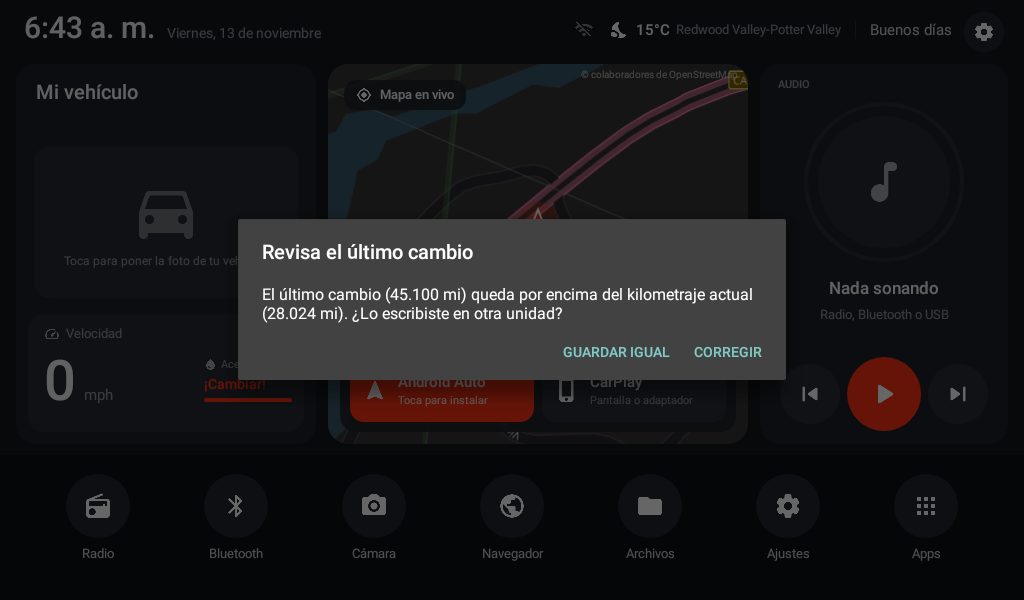 6:43 a. m.
Viernes, 13 de noviembre
15°C
Redwood Valley-Potter Valley
Buenos días
Mi vehículo
Toca para poner la foto de tu
Velocidad
0
mph
¡Cambiar!
© colaboradores de OpenStreetMap
CA
Mapa en vivo
Revisa el último cambio
El último cambio (45.100 mi) queda por encima del kilometraje actual
(28.024 mi). ¿Lo escribiste en otra unidad?
GUARDAR IGUAL
CORREGIR
Android Auto
Toca para instalar
CarPlay
Pantalla o adaptador
AUDIO
Nada sonando
Radio, Bluetooth o USB
Radio
Bluetooth
Cámara
Navegador
Archivos
Ajustes
Apps